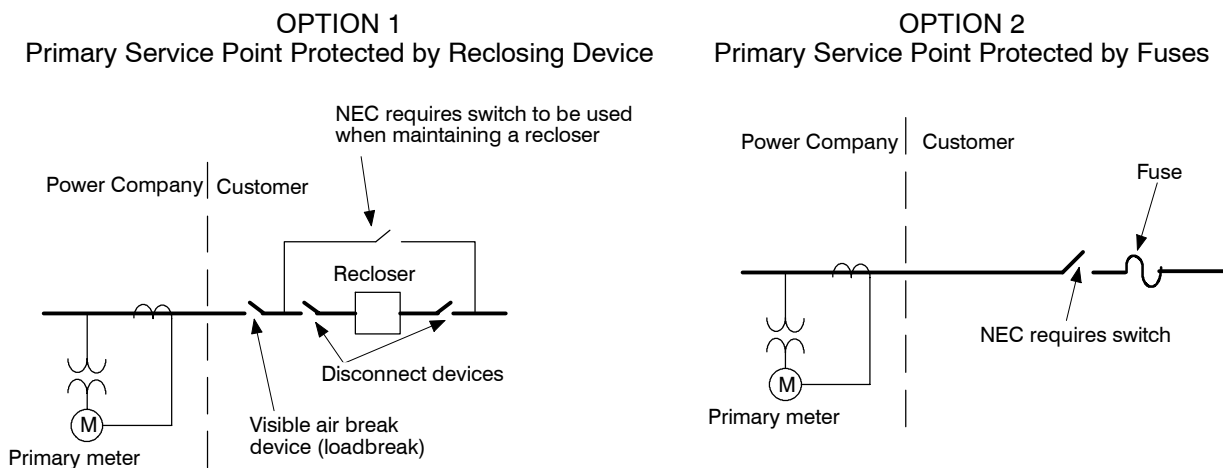 OPTION 1
Primary Service Point Protected by Reclosing Device
NEC requires switch to be used
when maintaining a recloser
Power Company
Customer
Recloser
Disconnect devices
M
Visible air break
device (loadbreak)
Primary meter
OPTION 2
Primary Service Point Protected by Fuses
Power Company
Customer
Fuse
NEC requires switch
M
Primary meter